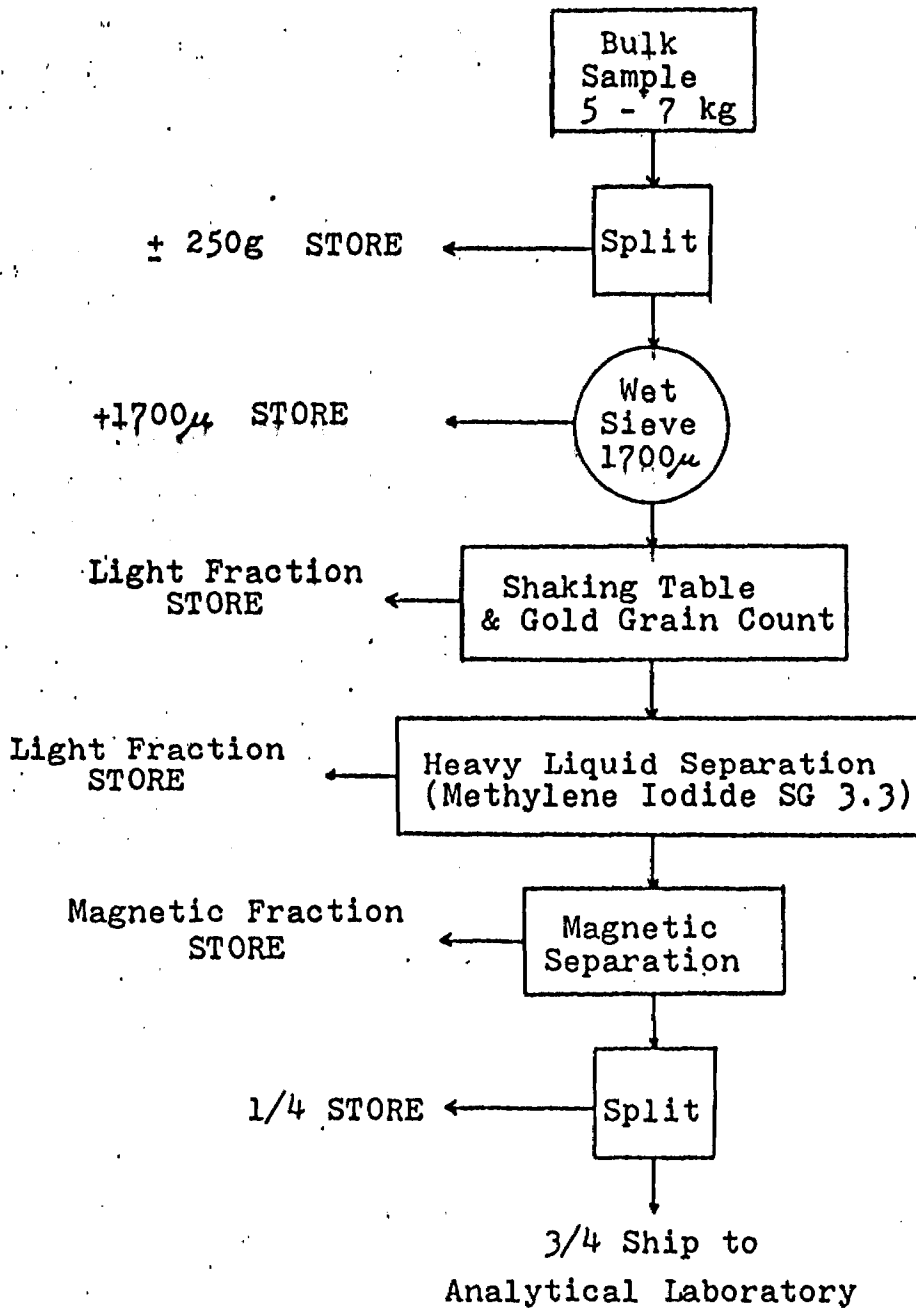 Bulk
Sample
5 - 7 kg
Split
± 250g STORE
Wet
Sieve
1700μ
+1700μ STORE
Shaking Table
& Gold Grain Count
Light Fraction
STORE
Heavy Liquid Separation
(Methylene Iodide SG 3.3)
Light Fraction
STORE
Magnetic
Separation
Magnetic Fraction
STORE
Split
1/4 STORE
3/4 Ship to
Analytical Laboratory